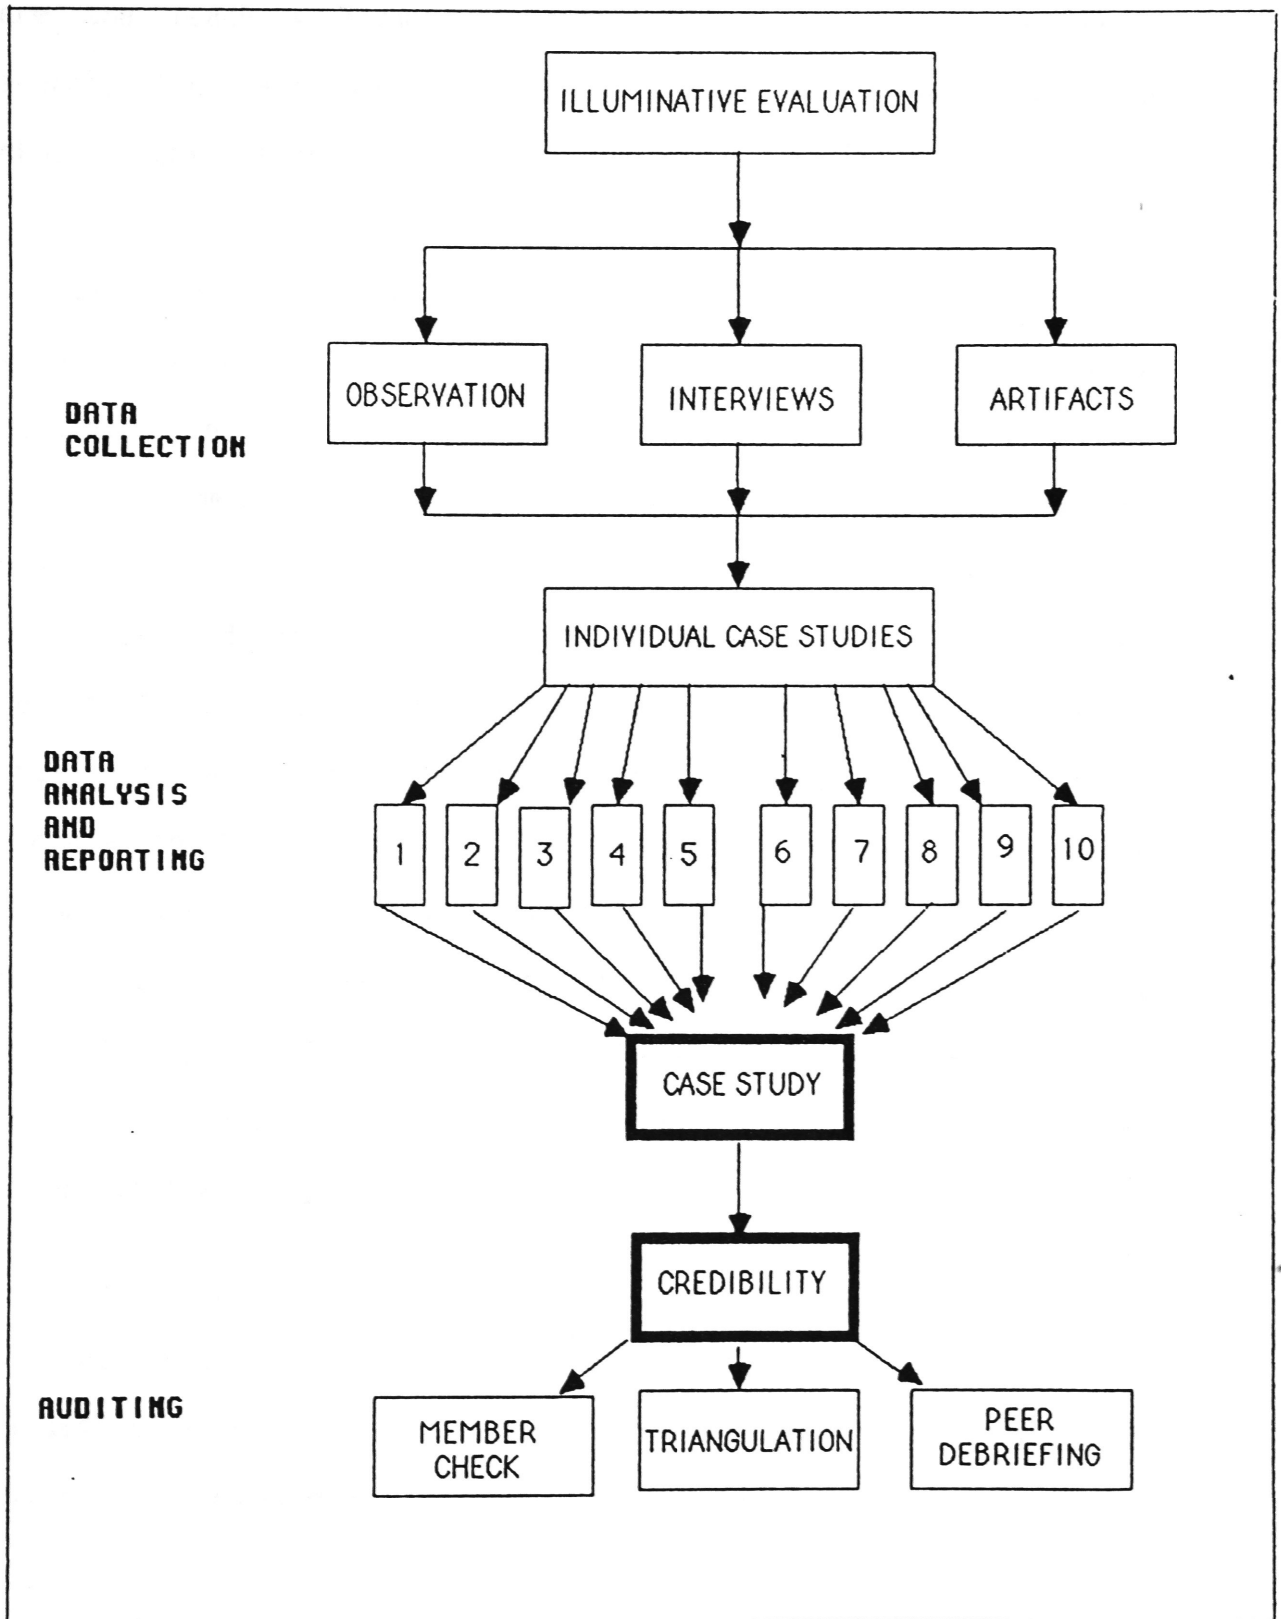 ILLUMINATIVE EVALUATION
OBSERVATION
INTERVIEWS
ARTIFACTS
DATA
COLLECTION
INDIVIDUAL CASE STUDIES
DATA
ANALYSIS
AND
REPORTING
1 2 3 4 5 6 7 8 9 10
CASE STUDY
CREDIBILITY
AUDITING
MEMBER
CHECK
TRIANGULATION
PEER
DEBRIEFING